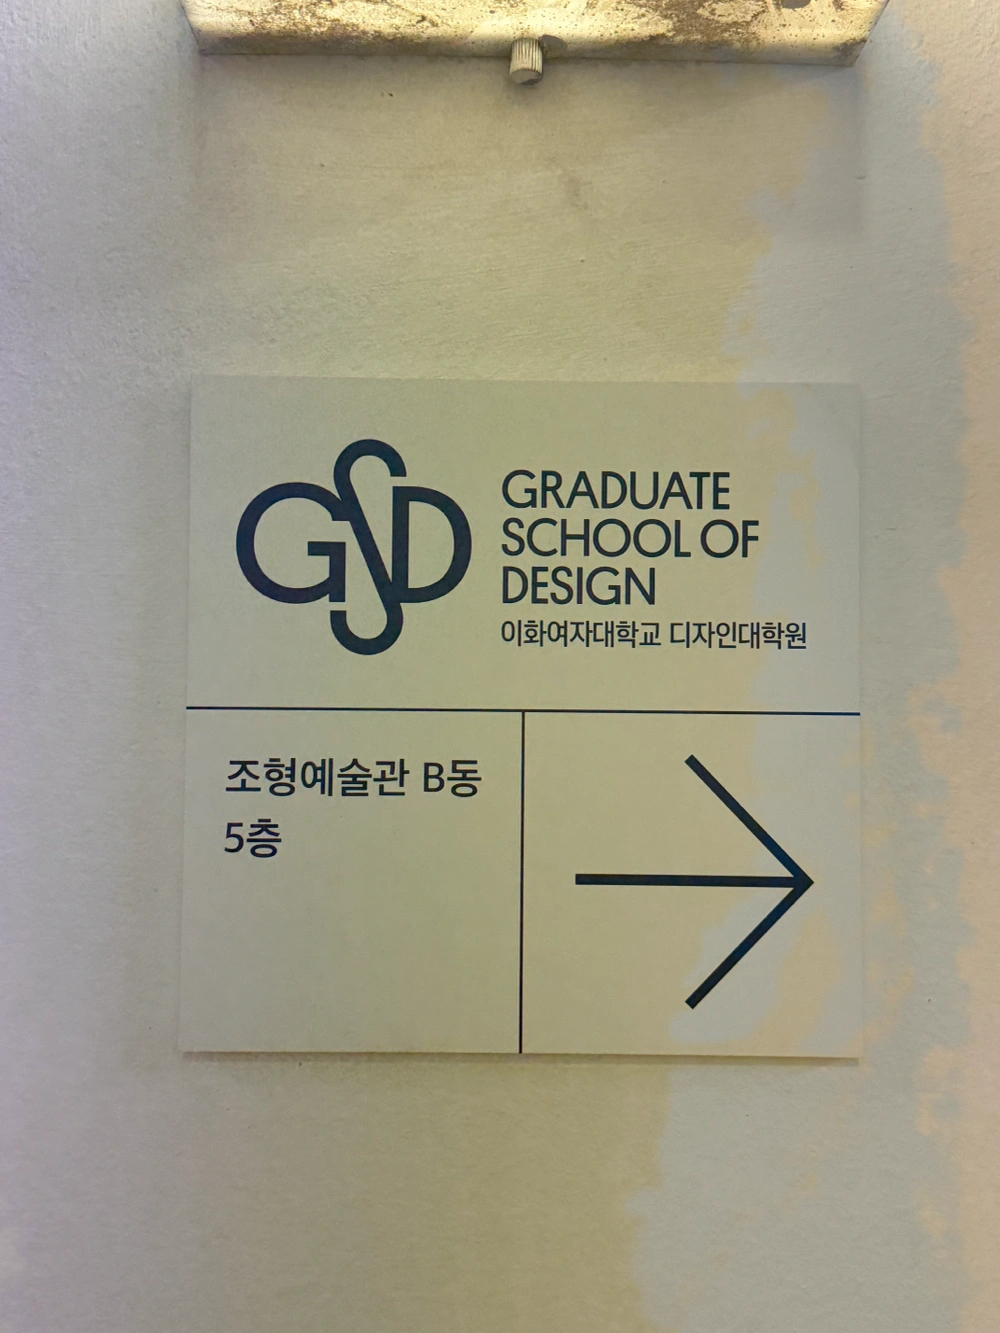 GSD
GRADUATE
SCHOOL OF
DESIGN
이화여자대학교 디자인대학원
조형예술관 B동
5층